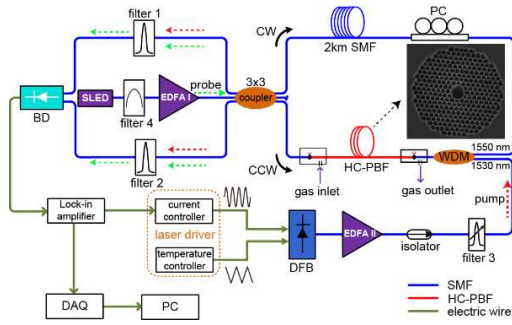 filter 1
CW
2km SMF
PC
BD
SLED
filter 4
EDFA I
probe
3x3
coupler
filter 2
CCW
gas inlet
HC-PBF
gas outlet
WDM
1550 nm
1530 nm
pump
Lock-in
amplifier
current
controller
laser driver
temperature
controller
DFB
EDFA II
isolator
filter 3
DAQ
PC
SMF
HC-PBF
electric wire